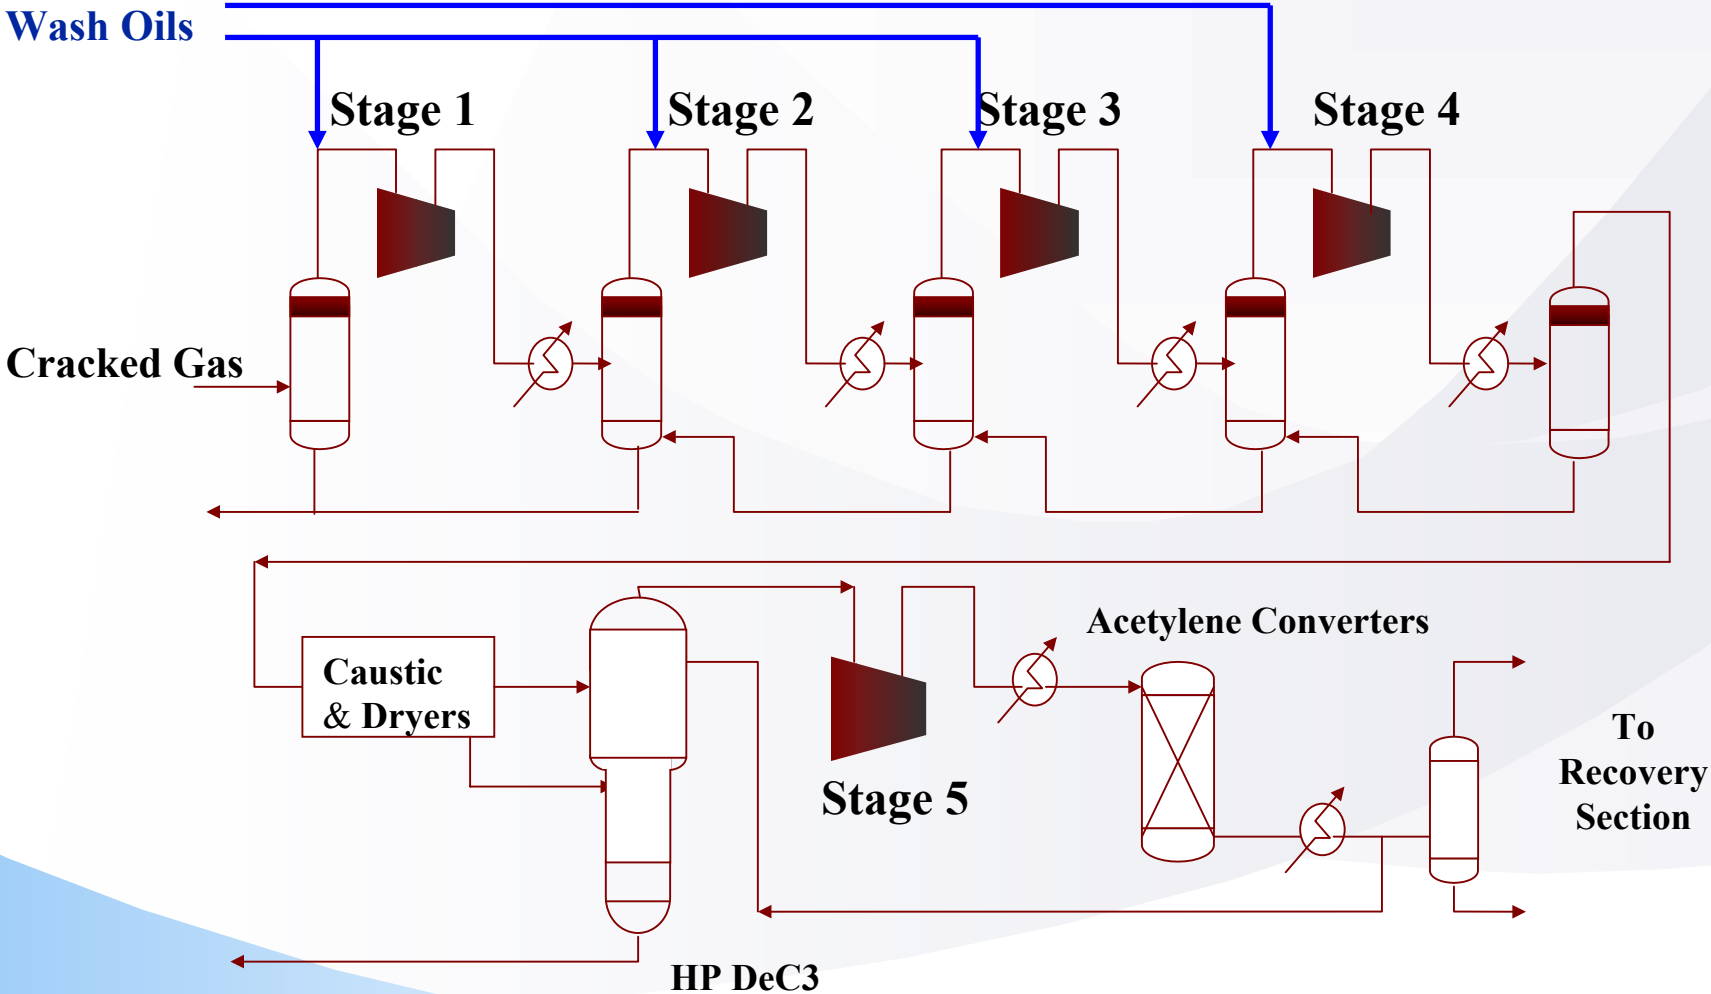 Wash Oils
Stage 1
Stage 2
Stage 3
Stage 4
Cracked Gas
Acetylene Converters
Caustic
& Dryers
To
Recovery
Section
Stage 5
HP DeC3